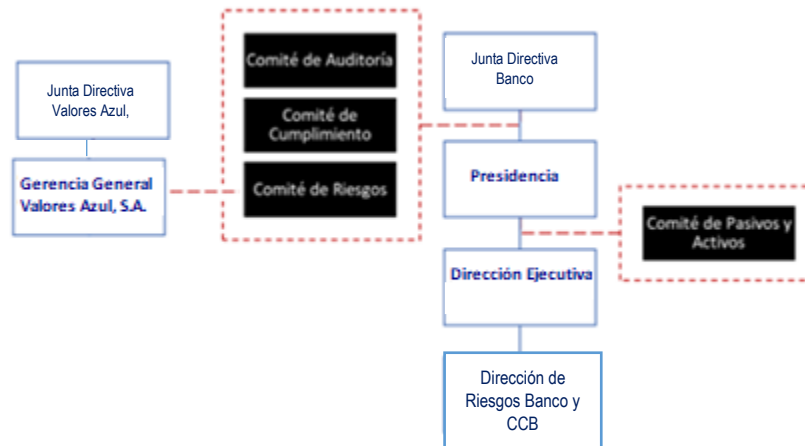 Junta Directiva
Valores Azul,
Gerencia General
Valores Azul, S.A.
Comité de Auditoría
Comité de
Cumplimiento
Comité de Riesgos
Junta Directiva
Banco
Presidencia
Comité de Pasivos y
Activos
Dirección Ejecutiva
Dirección de
Riesgos Banco y
CCB